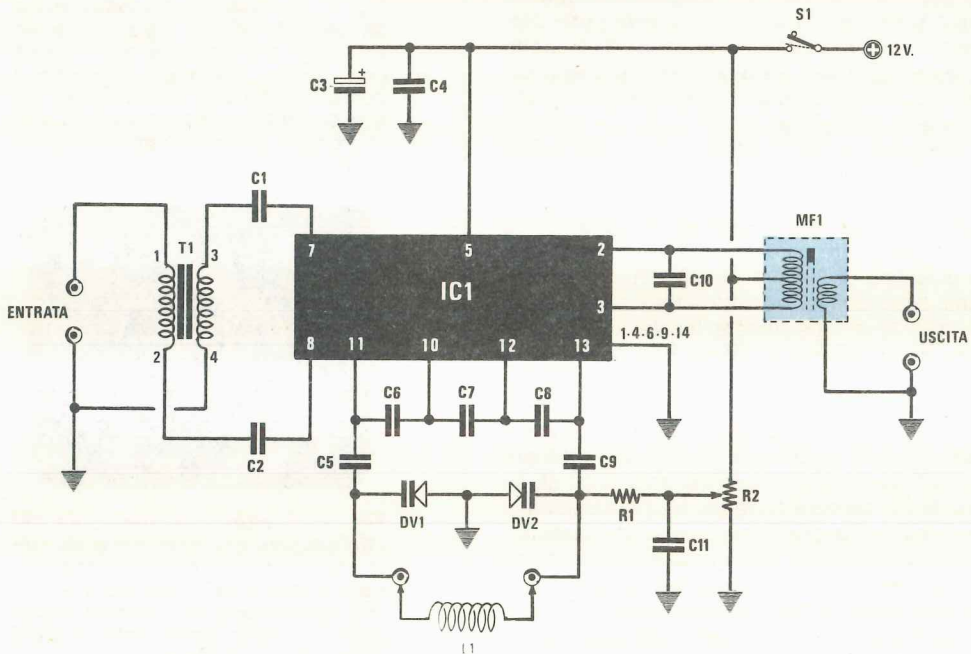 S1
12 V.
C3
+
C4
C1
MF1
7
5
2
1
T1
3
IC1
C10
ENTRATA
3
USCITA
1-4-6-9-14
2
4
8
11
10
12
13
C6
C7
C8
C2
C5
C9
R2
DV1
DV2
R1
C11
L1